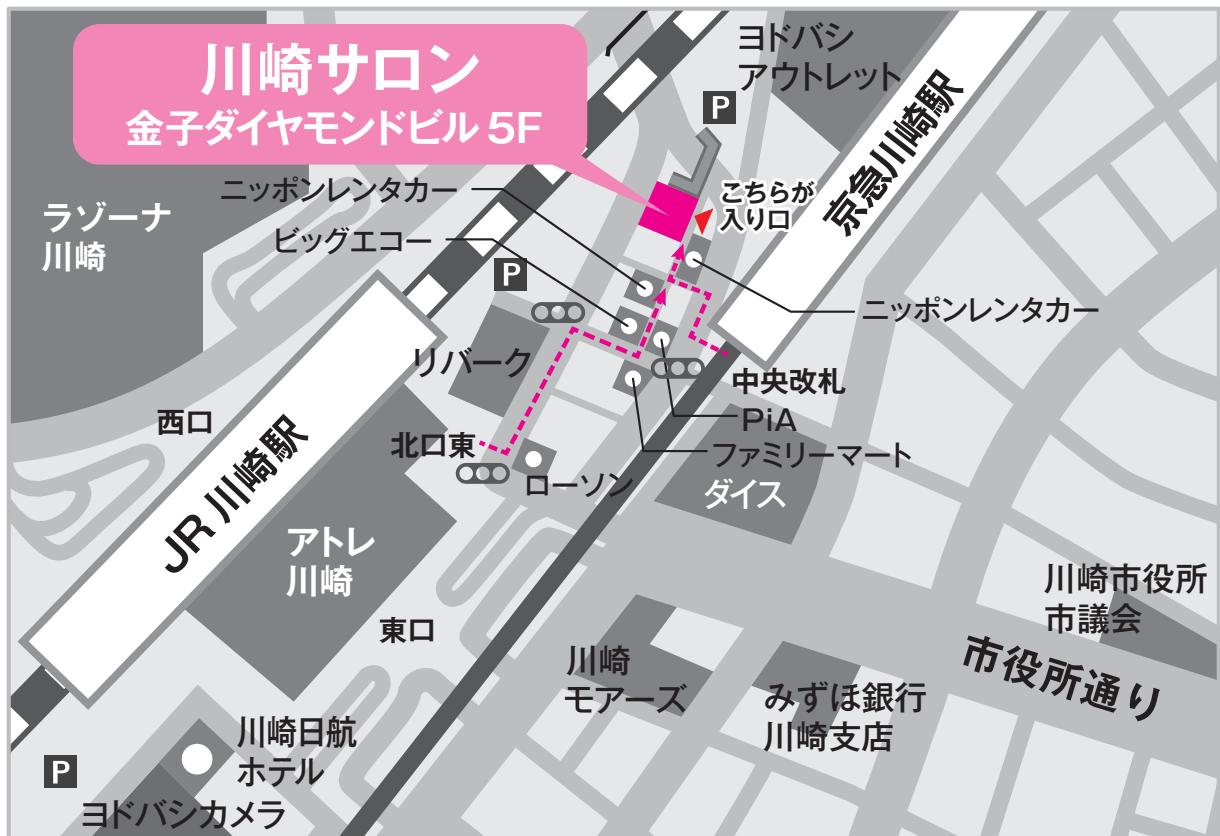 川崎サロン
金子ダイヤモンドビル 5F
ヨドバシ
アウトレット
P
京急川崎駅
こちらが
入り口
ニッポンレンタカー
ビッグエコー
ラゾーナ
川崎
P
ニッポンレンタカー
リバーク
中央改札
PiA
ファミリーマート
ダイス
西口
北口東
ローソン
JR 川崎駅
アトレ
川崎
東口
川崎市役所
市議会
市役所通り
川崎
モアーズ
みずほ銀行
川崎支店
川崎日航
ホテル
P
ヨドバシカメラ